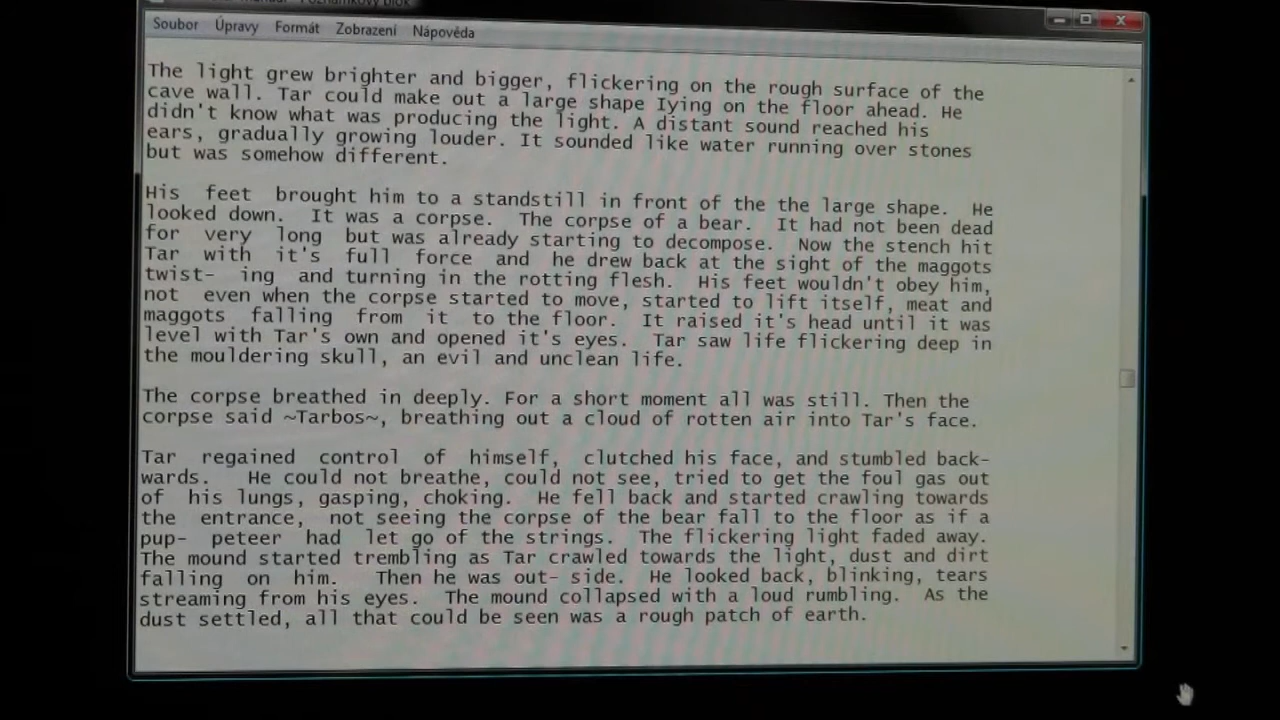 Soubor Úpravy Formát Zobrazení Nápověda
The light grew brighter and bigger, flickering on the rough surface of the
cave wall. Tar could make out a large shape Iying on the floor ahead. He
didn't know what was producing the light. A distant sound reached his
ears, gradually growing louder. It sounded like water running over stones
but was somehow different.
His feet brought him to a standstill in front of the the large shape. He
looked down. It was a corpse. The corpse of a bear. It had not been dead
for very long but was already starting to decompose. Now the stench hit
Tar with it's full force and he drew back at the sight of the maggots
twist- ing and turning in the rotting flesh. His feet wouldn't obey him,
not even when the corpse started to move, started to lift itself, meat and
maggots falling from it to the floor. It raised it's head until it was
level with Tar's own and opened it's eyes. Tar saw life flickering deep in
the mouldering skull, an evil and unclean life.
The corpse breathed in deeply. For a short moment all was still. Then the
corpse said ~Tarbos~, breathing out a cloud of rotten air into Tar's face.
Tar regained control of himself, clutched his face, and stumbled back-
wards. He could not breathe, could not see, tried to get the foul gas out
of his lungs, gasping, choking. He fell back and started crawling towards
the entrance, not seeing the corpse of the bear fall to the floor as if a
pup- peteer had let go of the strings. The flickering light faded away.
The mound started trembling as Tar crawled towards the light, dust and dirt
falling on him. Then he was out- side. He looked back, blinking, tears
streaming from his eyes. The mound collapsed with a loud rumbling. As the
dust settled, all that could be seen was a rough patch of earth.